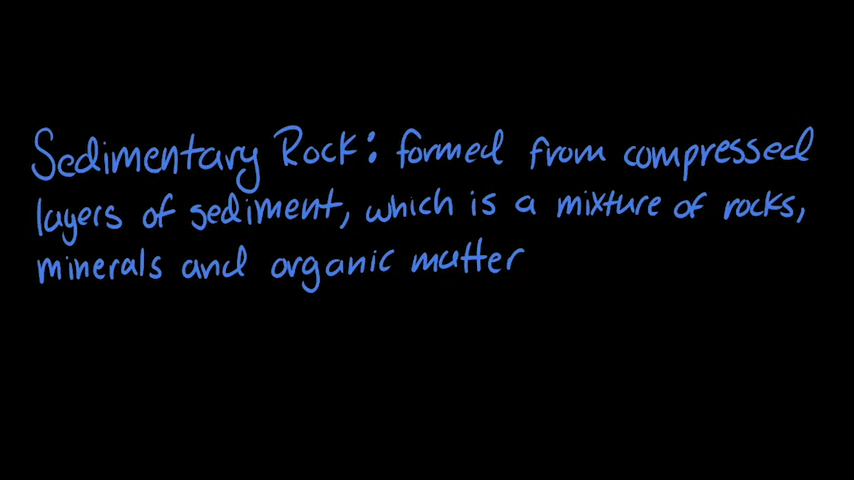 Sedimentary Rock: formed from compressed
layers of sediment, which is a mixture of rocks,
minerals and organic matter